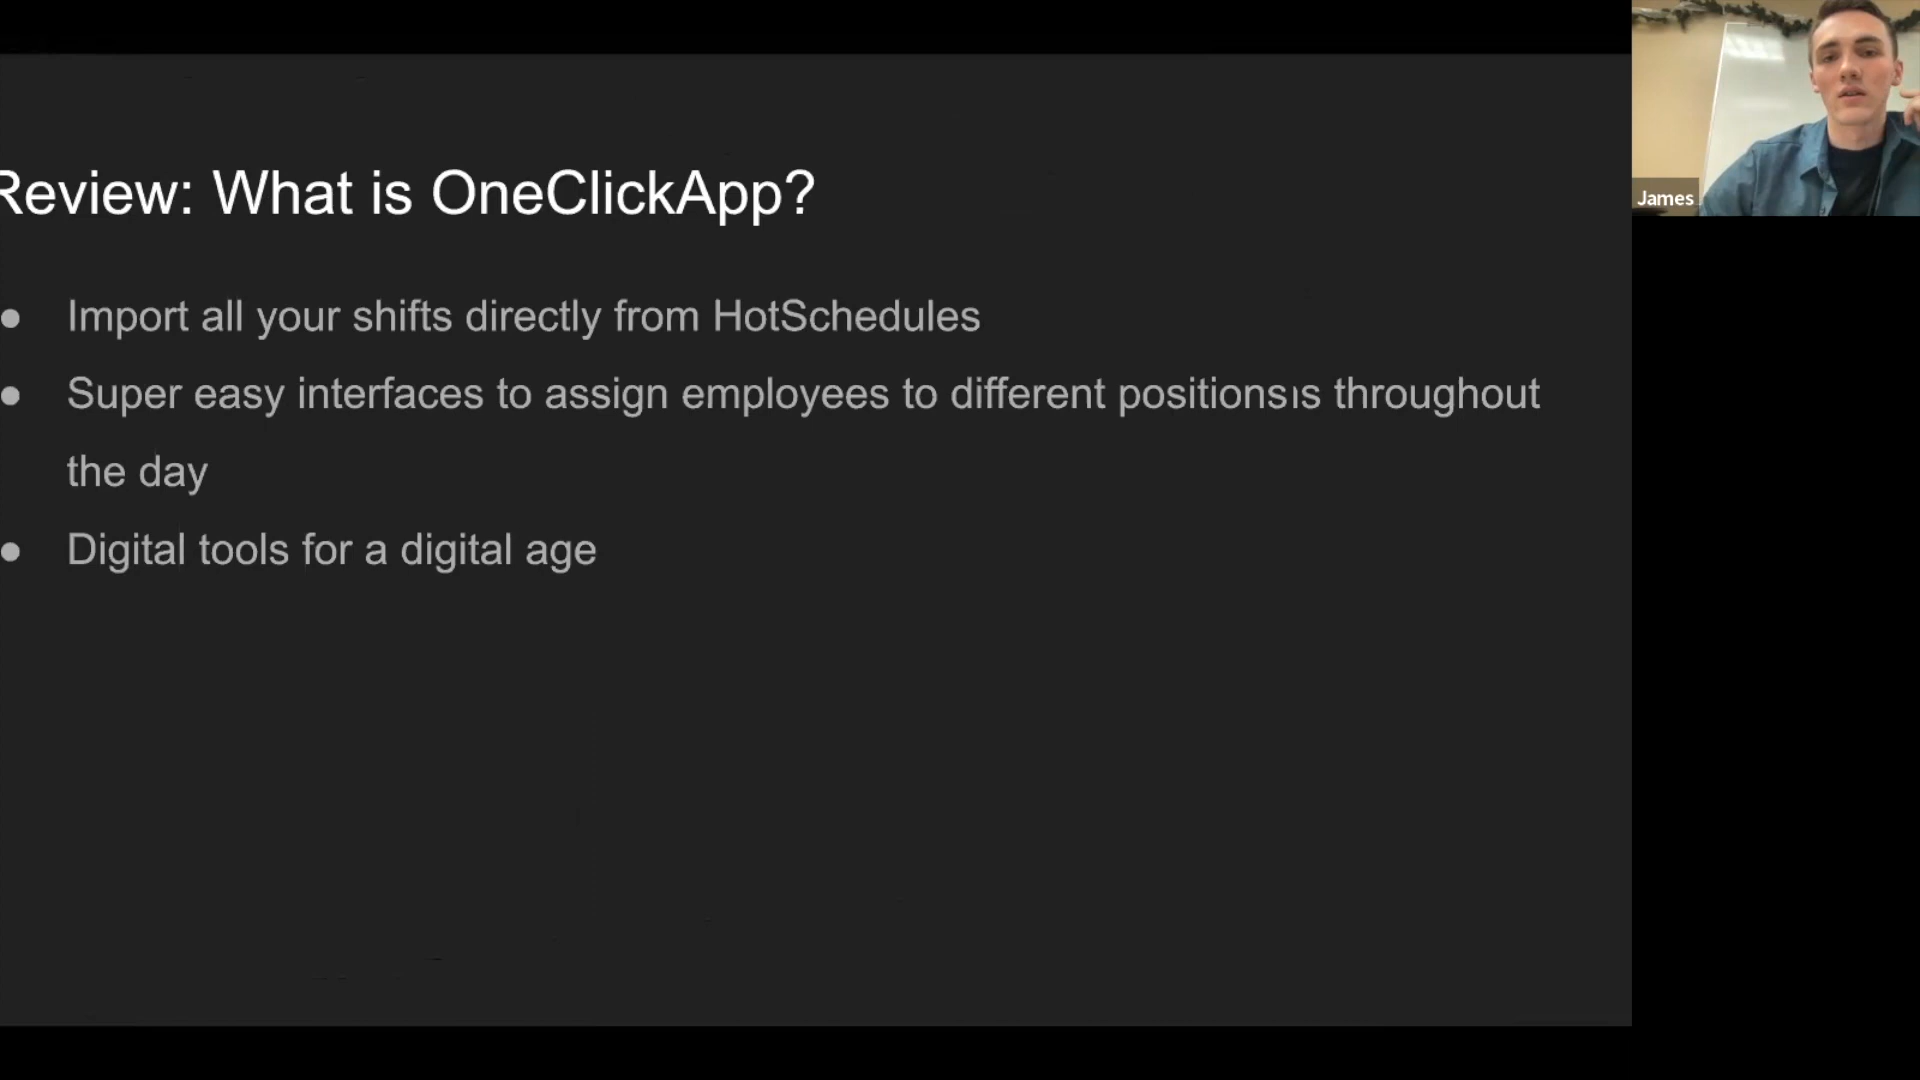 Review: What is OneClickApp?
● Import all your shifts directly from HotSchedules
● Super easy interfaces to assign employees to different positionsıs throughout
the day
● Digital tools for a digital age
James